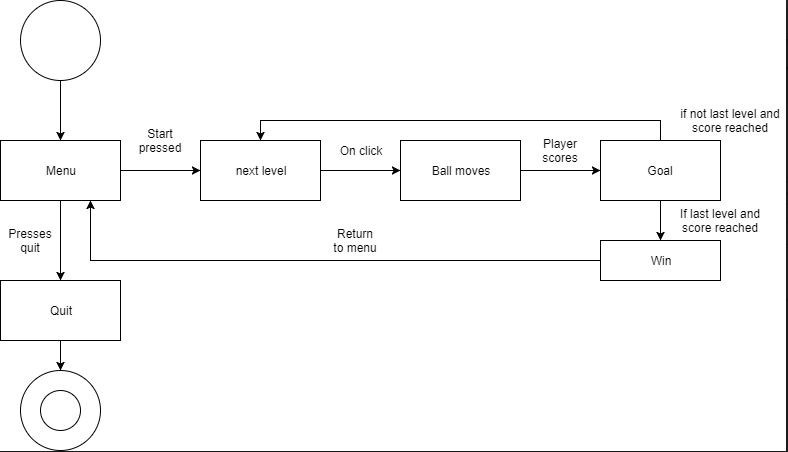 if not last level and
score reached
Start
pressed
On click
Player
scores
Menu
next level
Ball moves
Goal
If last level and
score reached
Presses
quit
Return
to menu
Win
Quit